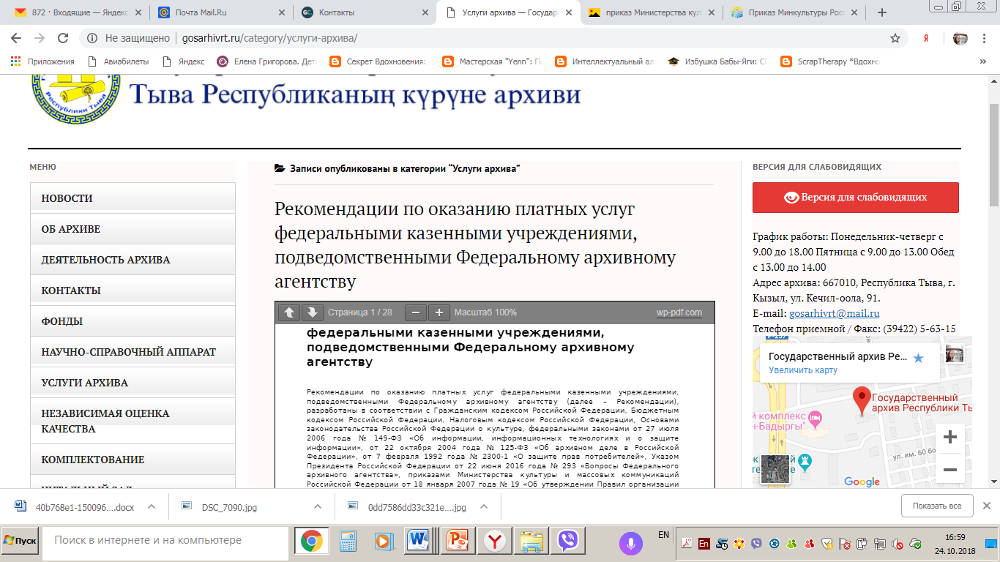 872 · Входящие — Яндекс
Почта Mail.Ru
Контакты
Услуги архива — Государ
приказ Министерства кул
Приказ Минкультуры Росс
Не защищено
gosarhivrt.ru/category/услуги-архива/
Приложения
Авиабилеты
Яндекс
Елена Григорова. Дет
Секрет Вдохновения:
Мастерская "Yenn": По
Интеллектуальный ал
Избушка Бабы-Яги: СП
ScrapTherapy *Вдохно
Республики Тыва
Тыва Республиканың күрүне архиви
МЕНЮ
НОВОСТИ
ОБ АРХИВЕ
ДЕЯТЕЛЬНОСТЬ АРХИВА
КОНТАКТЫ
ФОНДЫ
НАУЧНО-СПРАВОЧНЫЙ АППАРАТ
УСЛУГИ АРХИВА
НЕЗАВИСИМАЯ ОЦЕНКА
КАЧЕСТВА
КОМПЛЕКТОВАНИЕ
ЧИТАЛЬНЫЙ ЗАЛ
Записи опубликованы в категории “Услуги архива”
Рекомендации по оказанию платных услуг
федеральными казенными учреждениями,
подведомственными Федеральному архивному
агентству
Страница 1 / 28
Масштаб 100%
wp-pdf.com
федеральными казенными учреждениями,
подведомственными Федеральному архивному
агентству
Рекомендации по оказанию платных услуг федеральными казенными учреждениями,
подведомственными Федеральному архивному агентству (далее – Рекомендации),
разработаны в соответствии с Гражданским кодексом Российской Федерации, Бюджетным
кодексом Российской Федерации, Налоговым кодексом Российской Федерации, Основами
законодательства Российской Федерации о культуре, федеральными законами от 27 июля
2006 года № 149-ФЗ «Об информации, информационных технологиях и о защите
информации», от 22 октября 2004 года № 125-ФЗ «Об архивном деле в Российской
Федерации», от 7 февраля 1992 года № 2300-1 «О защите прав потребителей», Указом
Президента Российской Федерации от 22 июня 2016 года № 293 «Вопросы Федерального
архивного агентства», приказами Министерства культуры и массовых коммуникаций
Российской Федерации от 18 января 2007 года № 19 «Об утверждении Правил организации
ВЕРСИЯ ДЛЯ СЛАБОВИДЯЩИХ
Версия для слабовидящих
График работы: Понедельник-четверг с
9.00 до 18.00 Пятница с 9.00 до 13.00 Обед
с 13.00 до 14.00
Адрес архива: 667010, Республика Тыва, г.
Кызыл, ул. Кечил-оола, 91.
E-mail: gosarhivrt@mail.ru
Телефон приемной / Факс: (39422) 5-63-15
Государственный архив Ре...
Увеличить карту
Государственный
архив Республики Ты
й комплекс
н-Бадыргы"
ул. им. 60 бо
Google
40b768e1-150096....docx
DSC_7090.jpg
0dd7586dd33c321e....jpg
Показать все
Пуск
Поиск в интернете и на компьютере
EN
En
16:59
24.10.2018